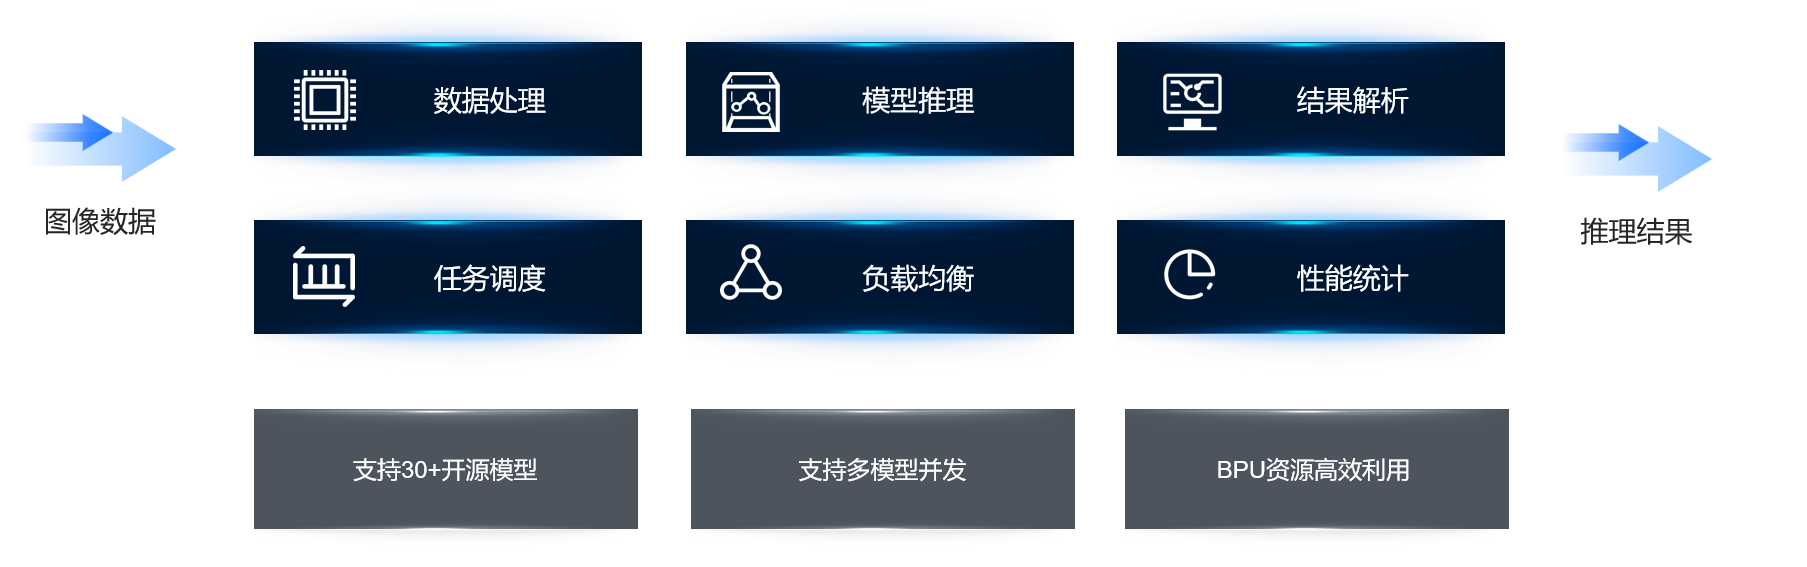 数据处理
模型推理
结果解析
图像数据
推理结果
任务调度
负载均衡
性能统计
支持30+开源模型
支持多模型并发
BPU资源高效利用